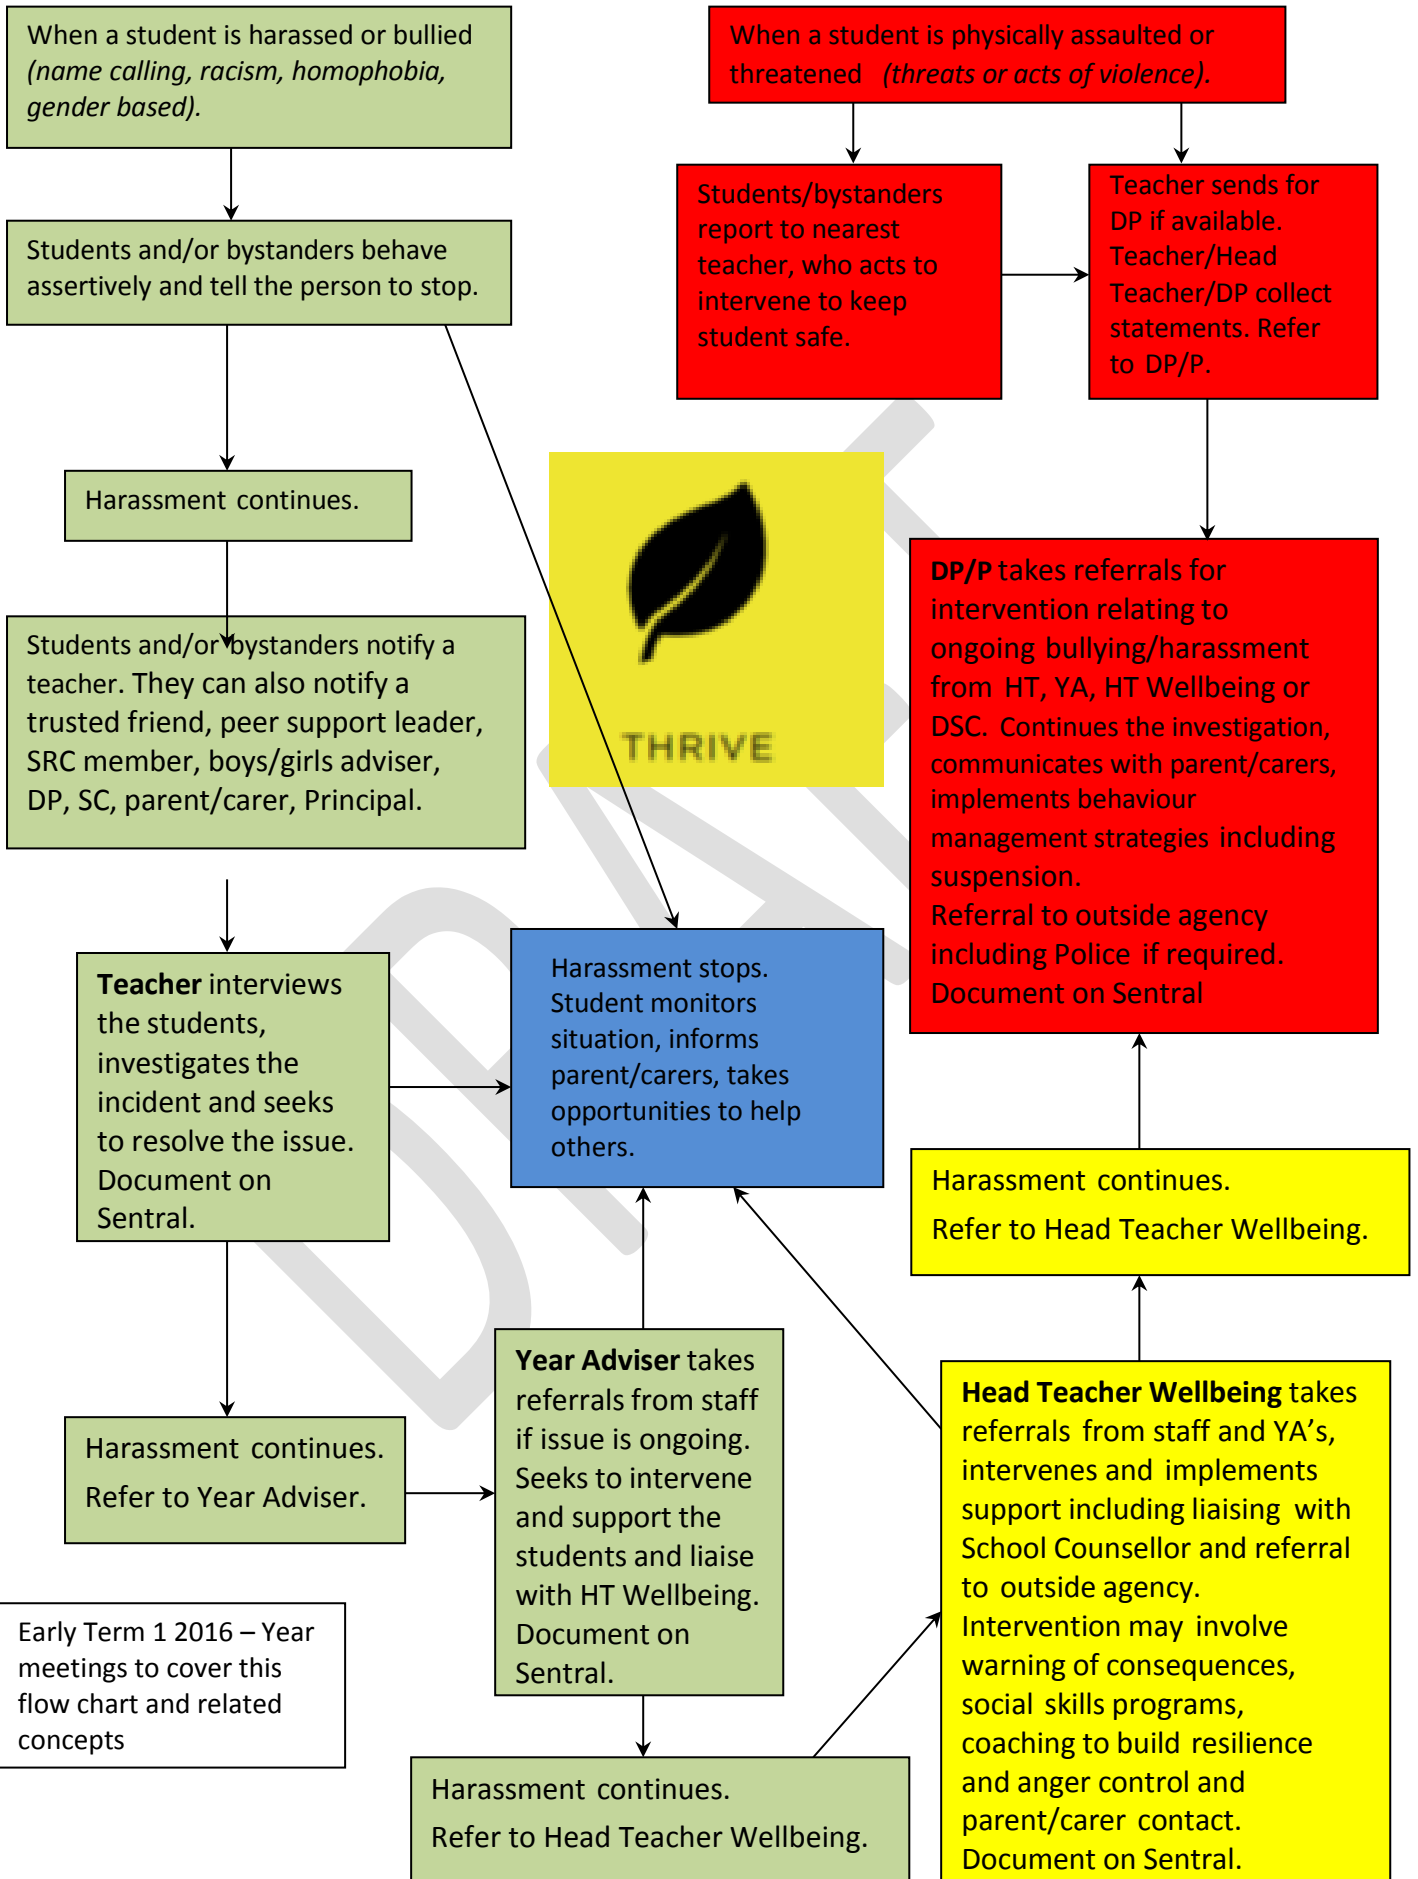 When a student is harassed or bullied
(name calling, racism, homophobia,
gender based).
Students and/or bystanders behave
assertively and tell the person to stop.
Harassment continues.
Students and/or bystanders notify a
teacher. They can also notify a
trusted friend, peer support leader,
SRC member, boys/girls adviser,
DP, SC, parent/carer, Principal.
Teacher interviews
the students,
investigates the
incident and seeks
to resolve the issue.
Document on
Sentral.
Harassment continues.
Refer to Year Adviser.
Early Term 1 2016 – Year
meetings to cover this
flow chart and related
concepts
THRIVE
DRAFT
Harassment stops.
Student monitors
situation, informs
parent/carers, takes
opportunities to help
others.
Year Adviser takes
referrals from staff
if issue is ongoing.
Seeks to intervene
and support the
students and liaise
with HT Wellbeing.
Document on
Sentral.
Harassment continues.
Refer to Head Teacher Wellbeing.
When a student is physically assaulted or
threatened (threats or acts of violence).
Students/bystanders
report to nearest
teacher, who acts to
intervene to keep
student safe.
Teacher sends for
DP if available.
Teacher/Head
Teacher/DP collect
statements. Refer
to DP/P.
DP/P takes referrals for
intervention relating to
ongoing bullying/harassment
from HT, YA, HT Wellbeing or
DSC. Continues the investigation,
communicates with parent/carers,
implements behaviour
management strategies including
suspension.
Referral to outside agency
including Police if required.
Document on Sentral
Harassment continues.
Refer to Head Teacher Wellbeing.
Head Teacher Wellbeing takes
referrals from staff and YA’s,
intervenes and implements
support including liaising with
School Counsellor and referral
to outside agency.
Intervention may involve
warning of consequences,
social skills programs,
coaching to build resilience
and anger control and
parent/carer contact.
Document on Sentral.